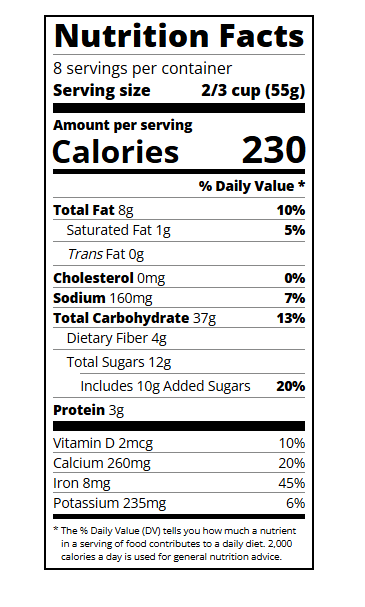 Nutrition Facts
8 servings per container
Serving size 2/3 cup (55g)
Amount per serving
Calories 230
% Daily Value *
Total Fat 8g 10%
Saturated Fat 1g 5%
Trans Fat 0g
Cholesterol 0mg 0%
Sodium 160mg 7%
Total Carbohydrate 37g 13%
Dietary Fiber 4g
Total Sugars 12g
Includes 10g Added Sugars 20%
Protein 3g
Vitamin D 2mcg 10%
Calcium 260mg 20%
Iron 8mg 45%
Potassium 235mg 6%
* The % Daily Value (DV) tells you how much a nutrient
in a serving of food contributes to a daily diet. 2,000
calories a day is used for general nutrition advice.